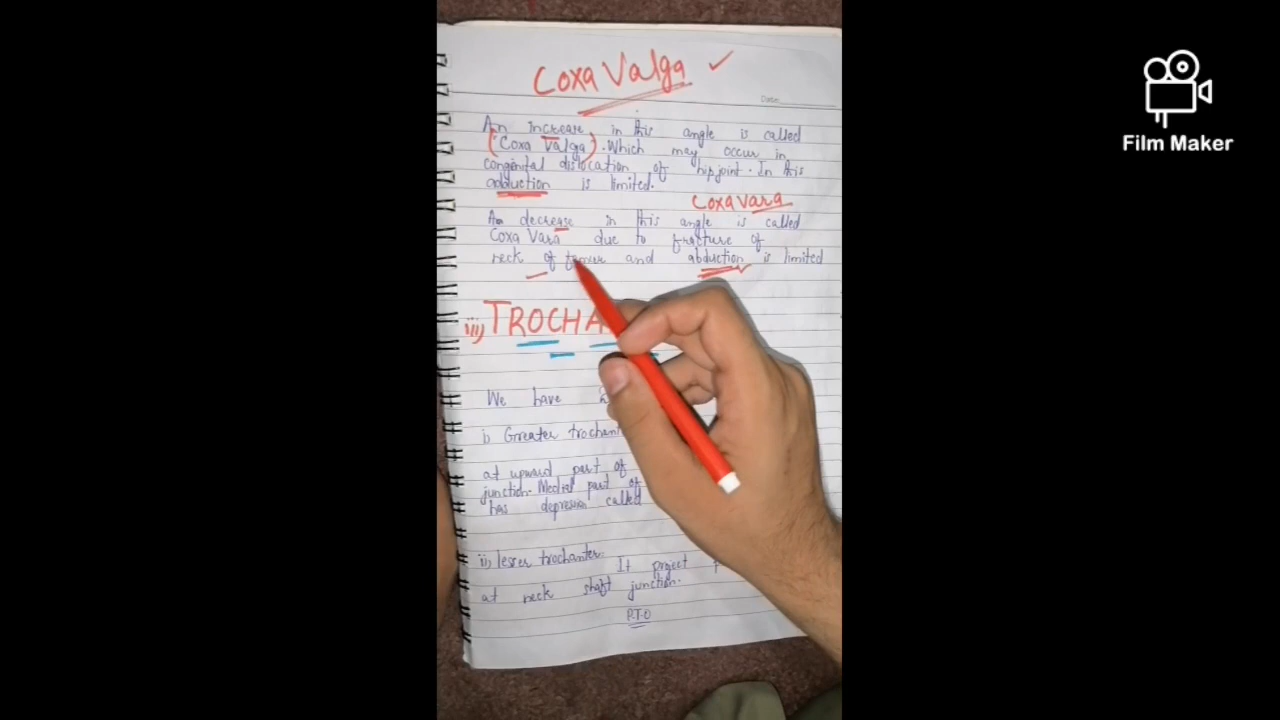 Coxa Valga
Date
An increase in this angle is called
(Coxa Valga). Which may occur in
congenital dislocation of hip joint. In this
adduction is limited.
Coxa vara
A decrease in this angle is called
Coxa Vara due to fracture of
neck of femur and abduction is limited
iii) TROCHA
We have
i) Greater trochant
at upward part of
junction. Medial part of
has depression called
ii) lesser trochanter. It project
at neck shaft junction.
P.T.O
Film Maker